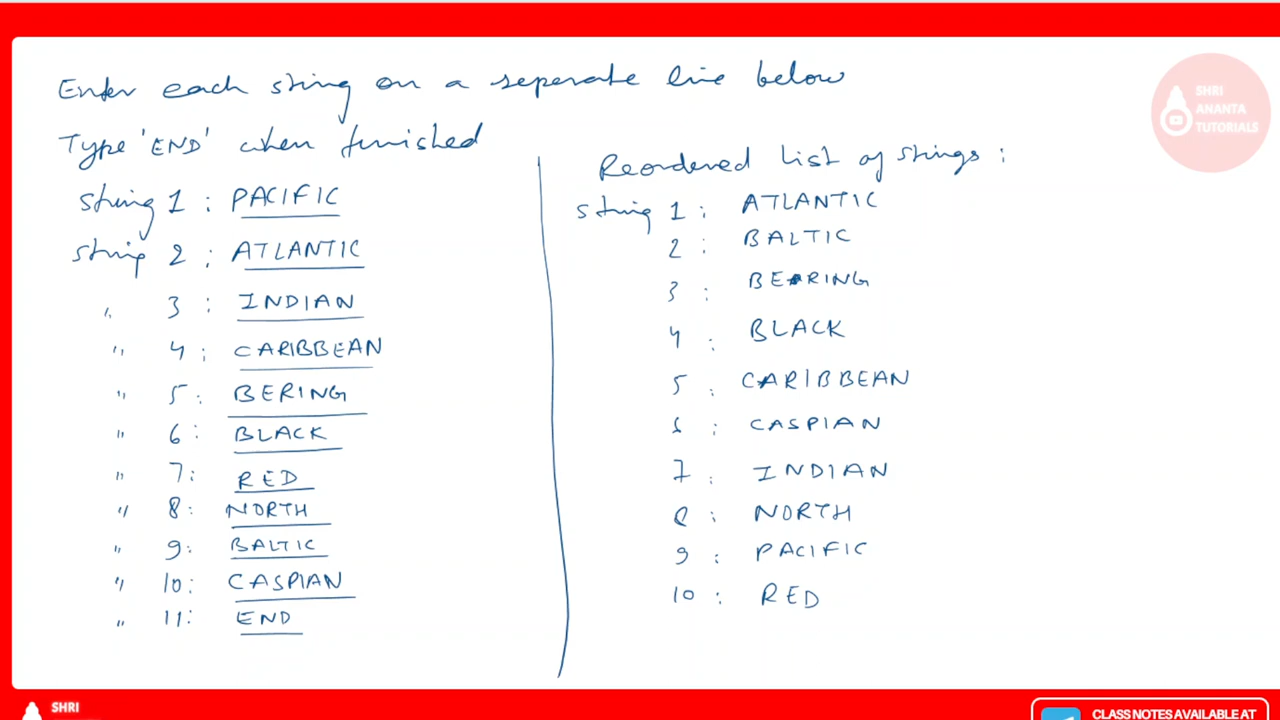 Enter each string on a seperate line below
Type 'END' when finished
string 1 : PACIFIC
string 2 : ATLANTIC
" 3 : INDIAN
" 4 : CARIBBEAN
" 5 : BERING
" 6 : BLACK
" 7 : RED
" 8 : NORTH
" 9 : BALTIC
" 10 : CASPIAN
" 11 : END
Reordered list of strings :
string 1 : ATLANTIC
2 : BALTIC
3 : BERING
4 : BLACK
5 : CARIBBEAN
6 : CASPIAN
7 : INDIAN
8 : NORTH
9 : PACIFIC
10 : RED
SHRI
ANANTA
TUTORIALS
SHRI
CLASS NOTES AVAILABLE AT